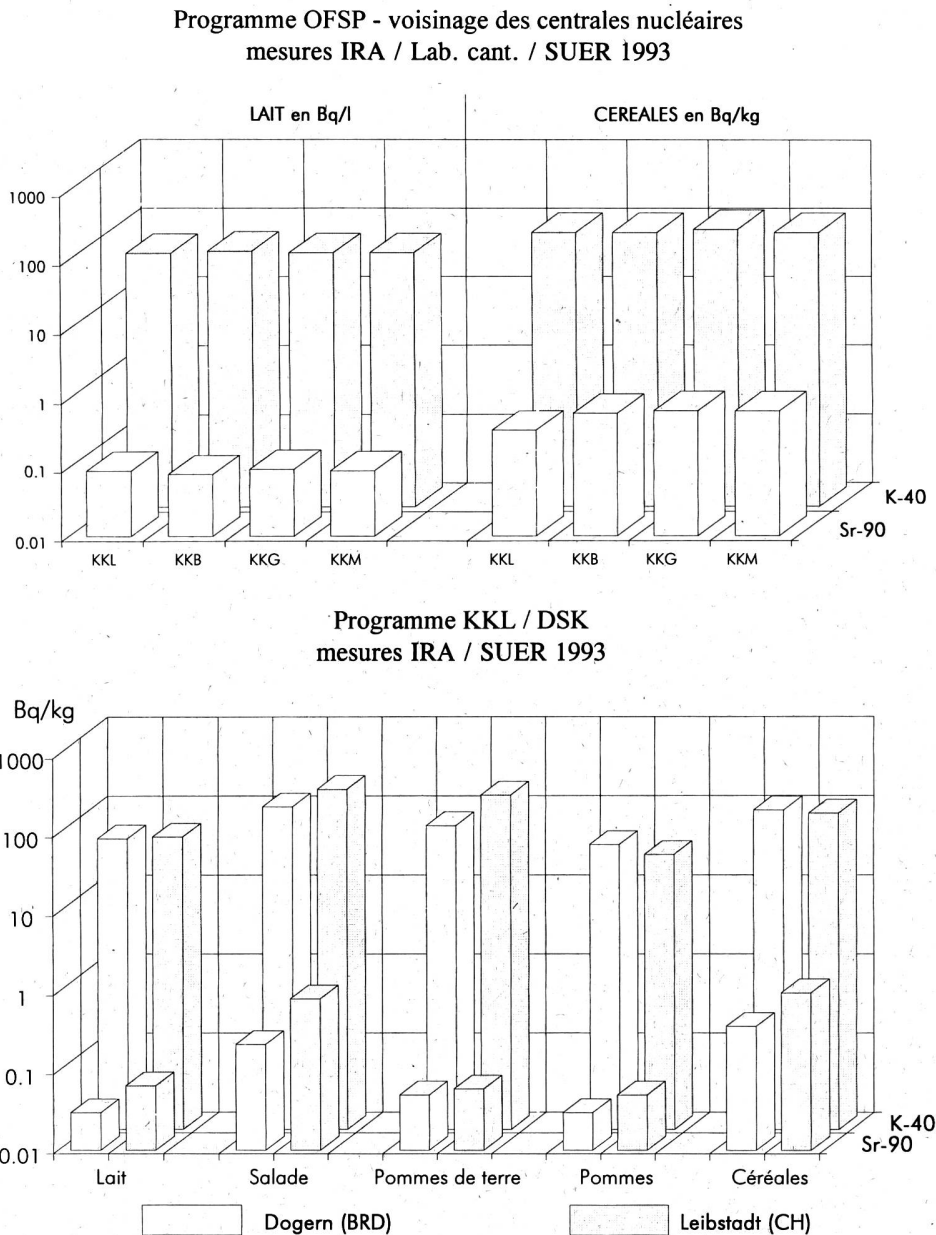 Programme OFSP - voisinage des centrales nucléaires
mesures IRA / Lab. cant. / SUER 1993
LAIT en Bq/l
CEREALES en Bq/kg
1000
100
10
1
0.1
0.01
K-40
Sr-90
KKL KKB KKG KKM KKL KKB KKG KKM
Programme KKL / DSK
mesures IRA / SUER 1993
Bq/kg
1000
100
10
1
0.1
0.01
K-40
Sr-90
Lait Salade Pommes de terre Pommes Céréales
Dogern (BRD) Leibstadt (CH)